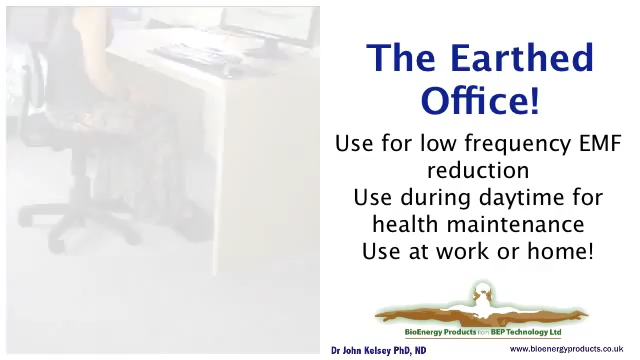 The Earthed
Office!
Use for low frequency EMF
reduction
Use during daytime for
health maintenance
Use at work or home!
BioEnergy Products from BEP Technology Ltd
Dr John Kelsey PhD, ND
www.bioenergyproducts.co.uk